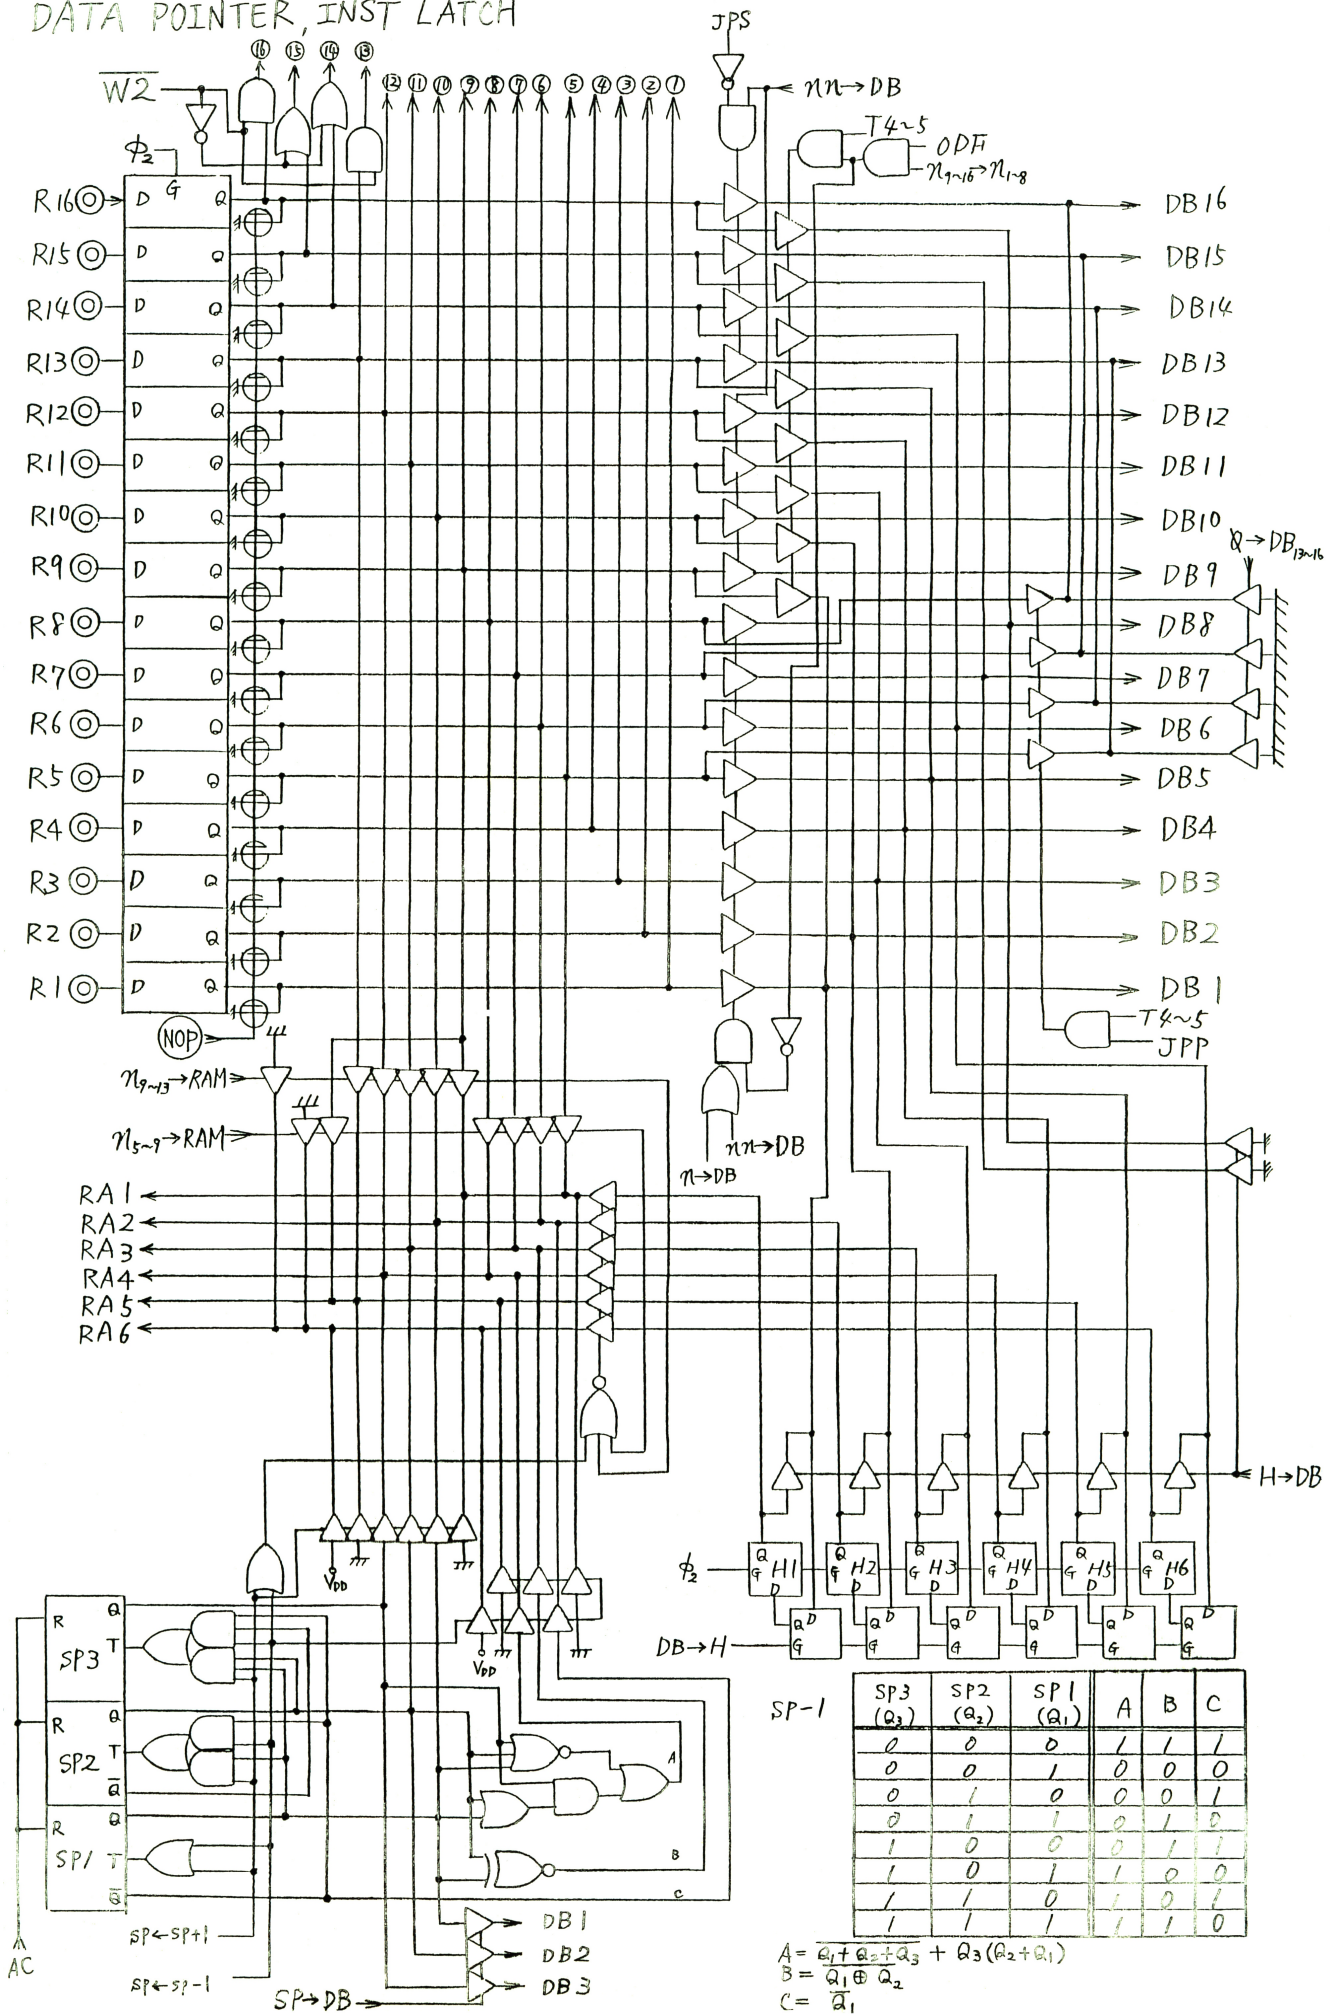 DATA POINTER, INST LATCH
JPS
⑯ ⑮ ⑭ ⑬ ⑫ ⑪ ⑩ ⑨ ⑧ ⑦ ⑥ ⑤ ④ ③ ② ①
W2
nn→DB
T4~5
ODF
n9~16→n1~8
ϕ2
G
R16 D Q DB16
R15 D Q DB15
R14 D Q DB14
R13 D Q DB13
R12 D Q DB12
R11 D Q DB11
R10 D Q DB10
Q→DB13~16
R9 D Q DB9
R8 D Q DB8
R7 D Q DB7
R6 D Q DB6
R5 D Q DB5
R4 D Q DB4
R3 D Q DB3
R2 D Q DB2
R1 D Q DB1
NOP
T4~5
JPP
n9~13→RAM
n5~9→RAM
nn→DB
n→DB
RA1
RA2
RA3
RA4
RA5
RA6
H→DB
VDD
ϕ2
Q G H1 D
Q G H2 D
Q G H3 D
Q G H4 D
Q G H5 D
Q G H6 D
D Q G
D Q G
D Q G
D Q G
D Q G
D Q G
DB→H
R Q
T
SP3
VDD
R Q
T
SP2
Q̅
R Q
T
SP1
Q̅
A
B
C
AC
SP←SP+1
SP←SP-1
SP→DB
DB1
DB2
DB3
SP-1
SP3 (Q3) SP2 (Q2) SP1 (Q1) A B C
0 0 0 1 1 1
0 0 1 0 0 0
0 1 0 0 0 1
0 1 1 0 1 0
1 0 0 0 1 1
1 0 1 1 0 0
1 1 0 1 0 1
1 1 1 1 1 0
A = \overline{Q1+Q2+Q3} + Q3(Q2+Q1)
B = \overline{Q1⊕Q2}
C = \overline{Q1}